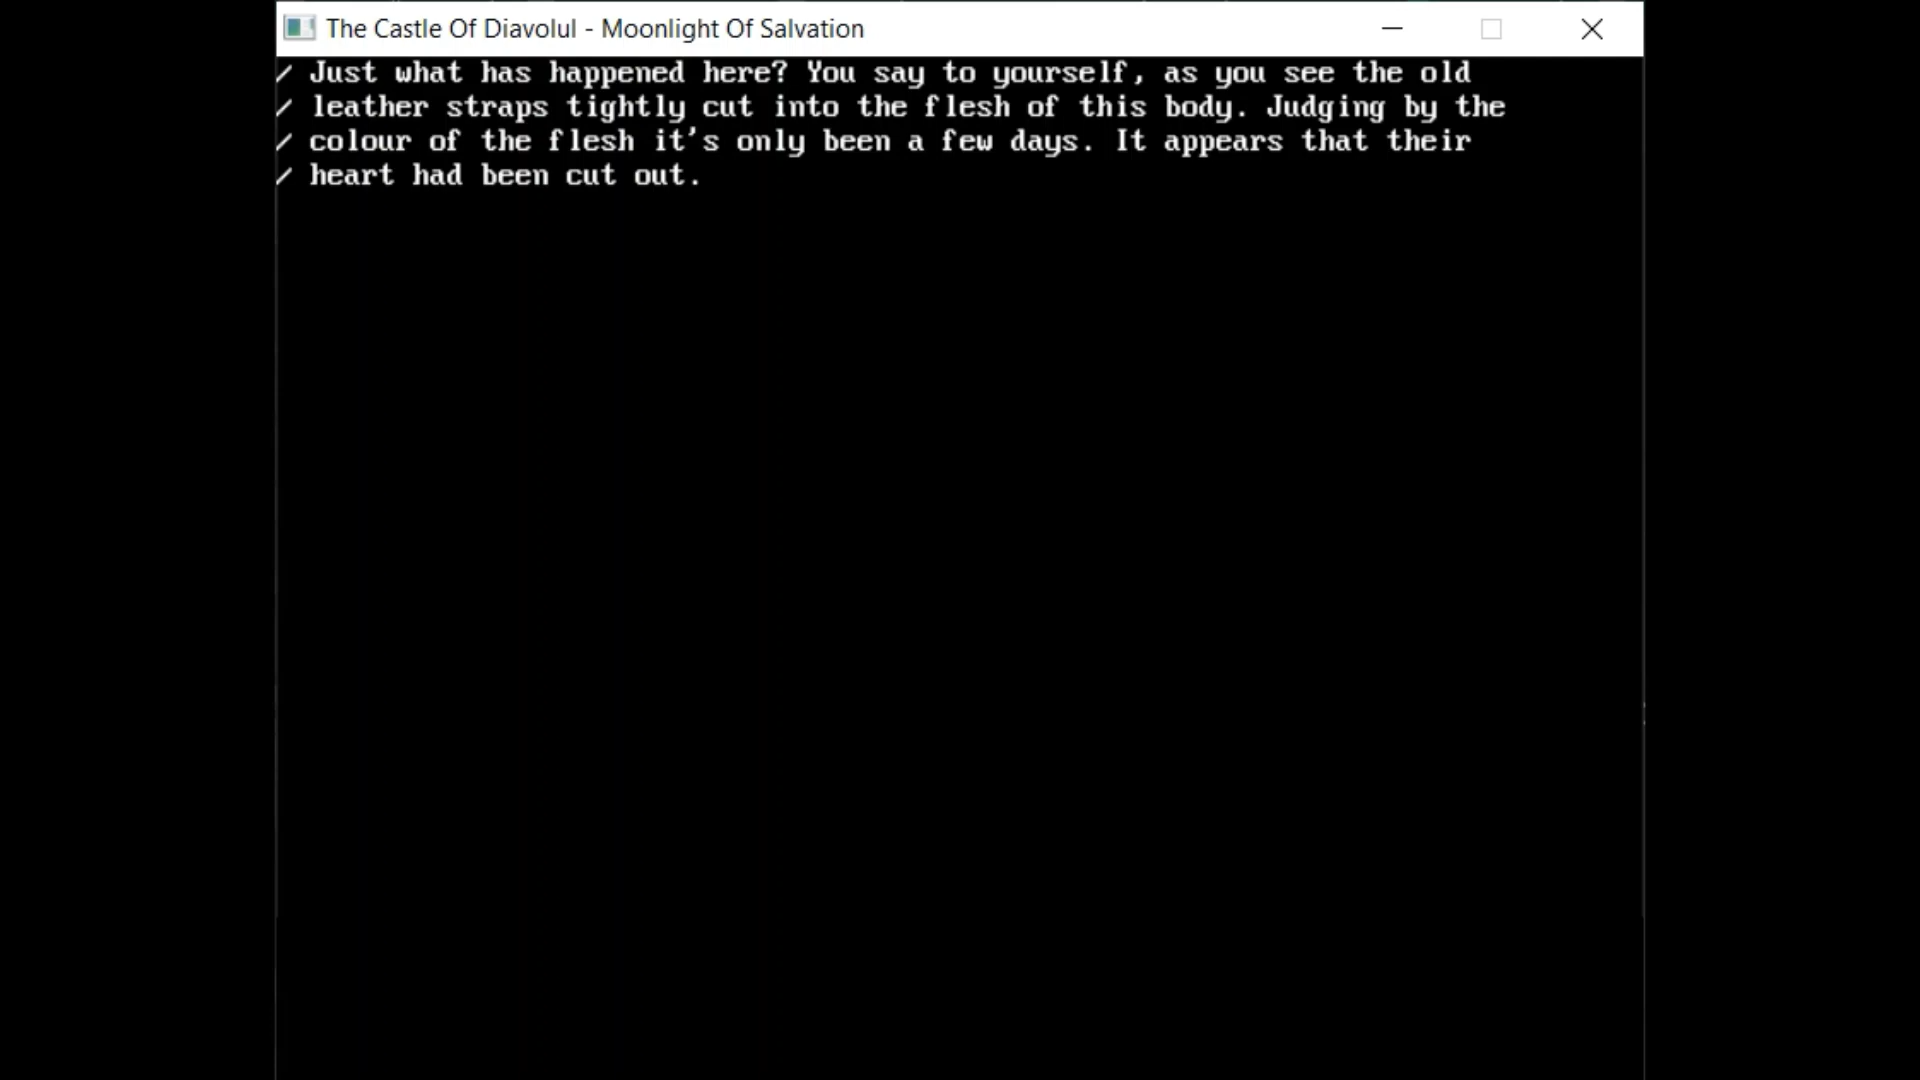 The Castle Of Diavolul - Moonlight Of Salvation
/ Just what has happened here? You say to yourself, as you see the old
/ leather straps tightly cut into the flesh of this body. Judging by the
/ colour of the flesh it's only been a few days. It appears that their
/ heart had been cut out.